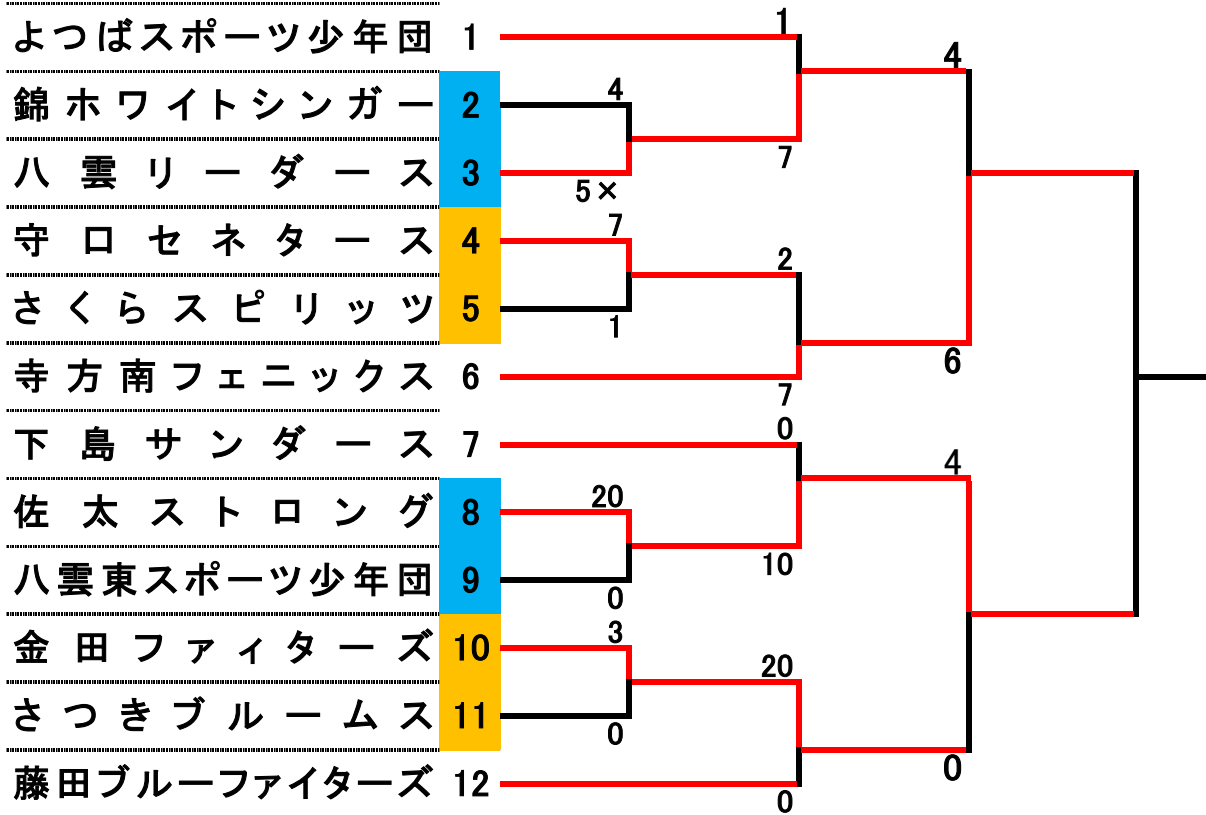 よつばスポーツ少年団 1
錦ホワイトシンガー 2
八雲リーダース 3
守口セネタース 4
さくらスピリッツ 5
寺方南フェニックス 6
下島サンダース 7
佐太ストロング 8
八雲東スポーツ少年団 9
金田ファィターズ 10
さつきブルームス 11
藤田ブルーファイターズ 12
4
5×
7
1
20
0
3
0
1
7
2
7
0
10
20
0
4
6
4
0